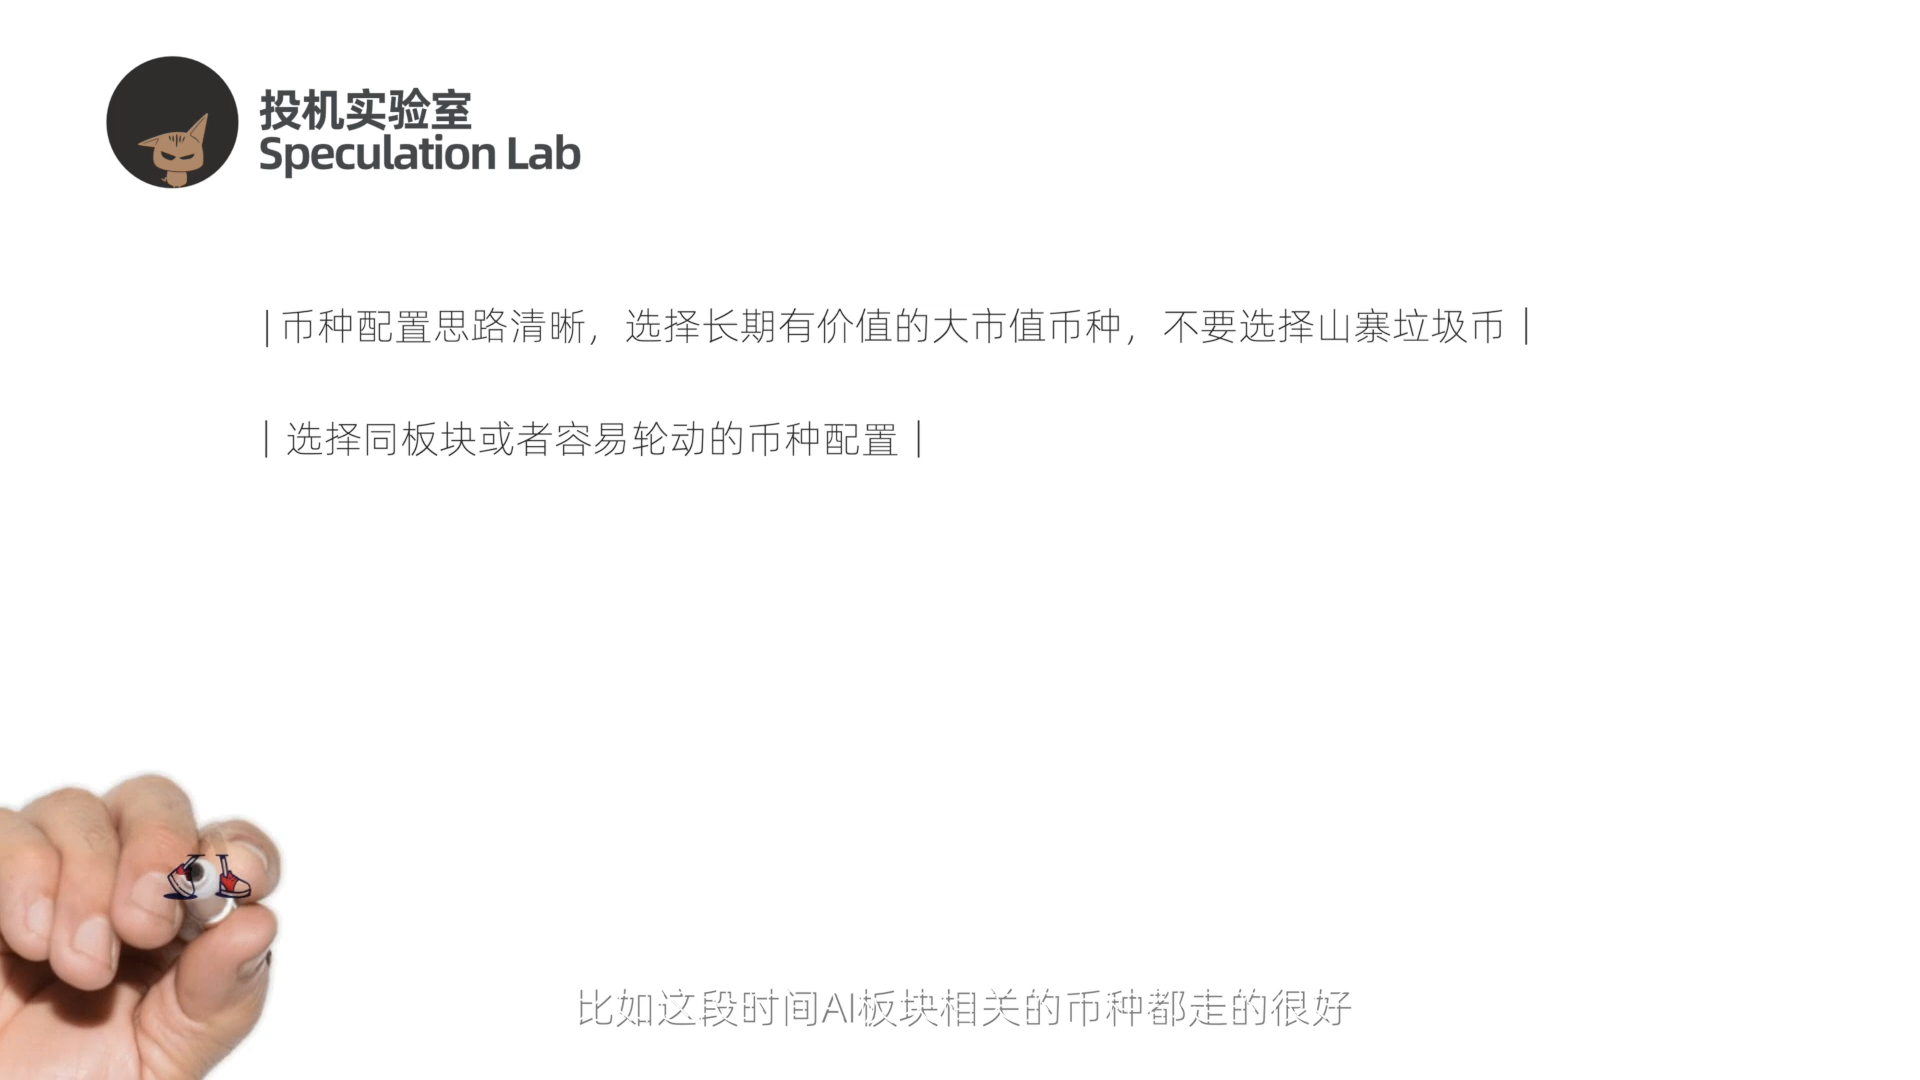 投机实验室
Speculation Lab
|币种配置思路清晰，选择长期有价值的大市值币种，不要选择山寨垃圾币|
| 选择同板块或者容易轮动的币种配置|
比如这段时间AI板块相关的币种都走的很好